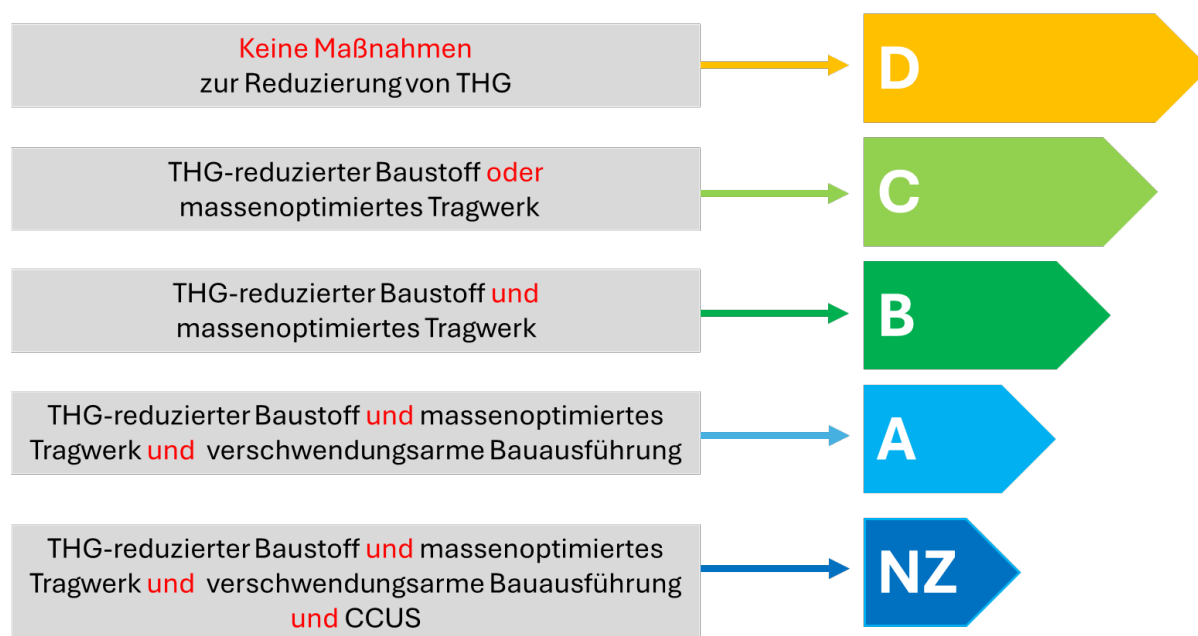 Keine Maßnahmen
zur Reduzierung von THG
D
THG-reduzierter Baustoff oder
massenoptimiertes Tragwerk
C
THG-reduzierter Baustoff und
massenoptimiertes Tragwerk
B
THG-reduzierter Baustoff und massenoptimiertes
Tragwerk und verschwendungsarme Bauausführung
A
THG-reduzierter Baustoff und massenoptimiertes
Tragwerk und verschwendungsarme Bauausführung
und CCUS
NZ